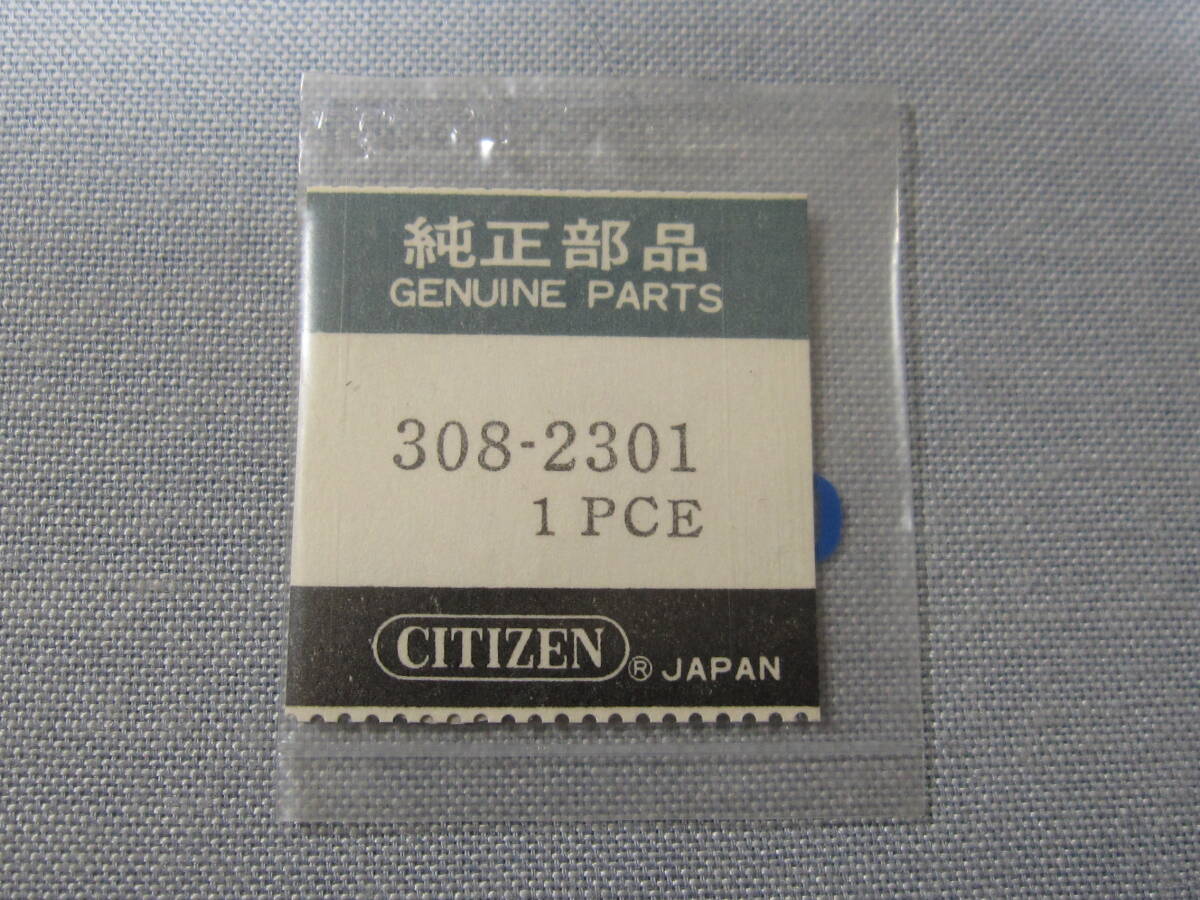 純正部品
GENUINE PARTS
308-2301
1 PCE
CITIZEN ® JAPAN